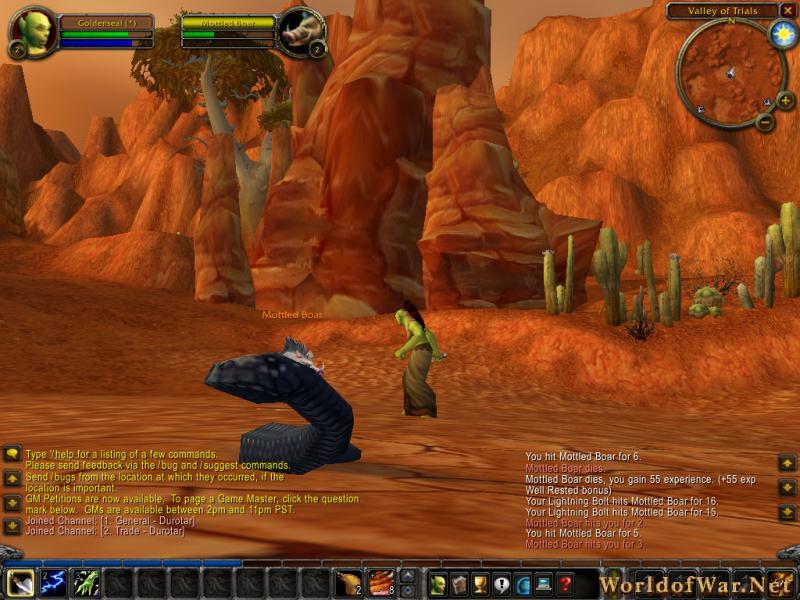 Goldenseal (*)
Mottled Boar
Valley of Trials
N
2
2
Mottled Boar
Type '/help' for a listing of a few commands.
Please send feedback via the /bug and /suggest commands.
Send /bugs from the location at which they occurred, if the
location is important.
GM Petitions are now available. To page a Game Master, click the question
mark below. GMs are available between 2pm and 11pm PST.
Joined Channel: [1. General - Durotar]
Joined Channel: [2. Trade - Durotar]
You hit Mottled Boar for 6.
Mottled Boar dies.
Mottled Boar dies, you gain 55 experience. (+55 exp
Well Rested bonus)
Your Lightning Bolt hits Mottled Boar for 16.
Your Lightning Bolt hits Mottled Boar for 15.
Mottled Boar hits you for 2.
You hit Mottled Boar for 5.
Mottled Boar hits you for 3.
2
2
8
WorldofWar.Net